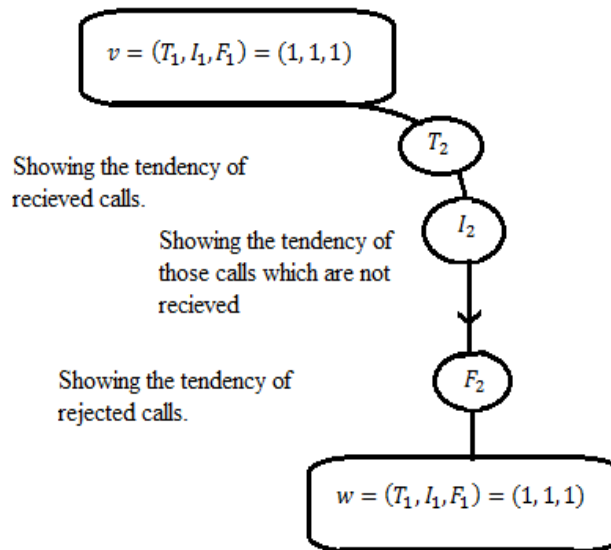 v = (T₁, I₁, F₁) = (1, 1, 1)
T₂
Showing the tendency of
recieved calls.
I₂
Showing the tendency of
those calls which are not
recieved
F₂
Showing the tendency of
rejected calls.
w = (T₁, I₁, F₁) = (1, 1, 1)